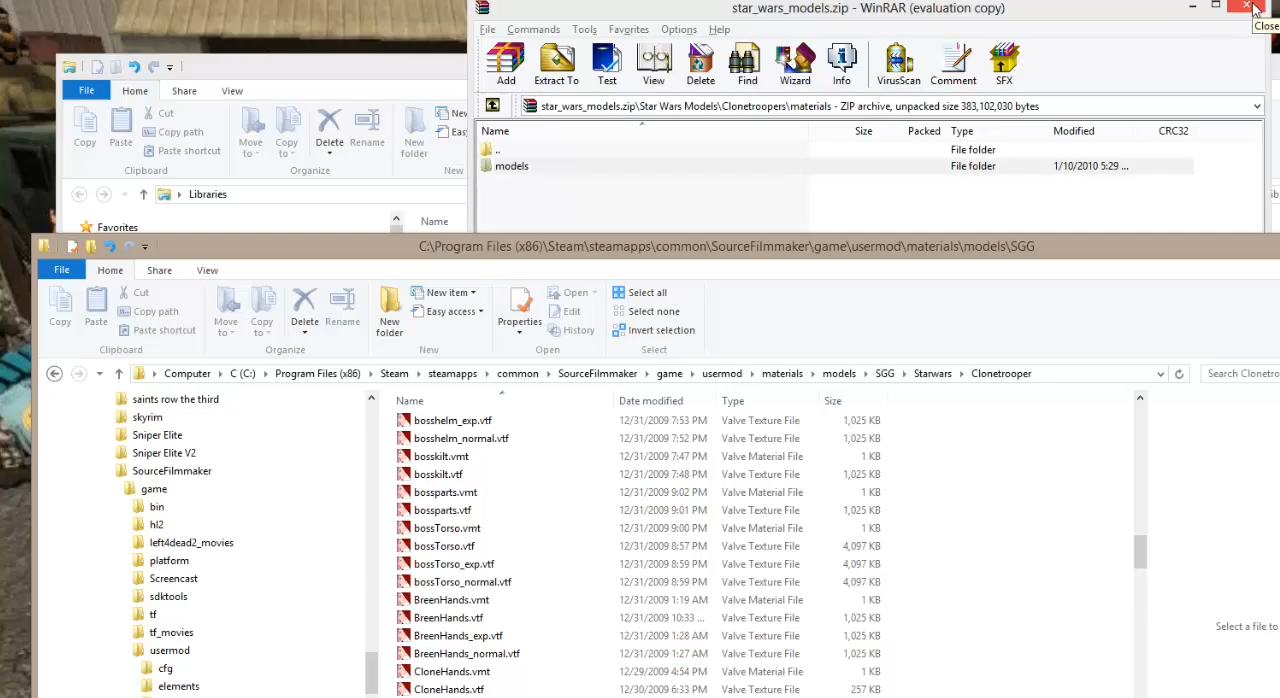 star_wars_models.zip - WinRAR (evaluation copy)
Close
File Commands Tools Favorites Options Help
Add Extract To Test View Delete Find Wizard Info VirusScan Comment SFX
star_wars_models.zip\Star Wars Models\Clonetroopers\materials - ZIP archive, unpacked size 383,102,030 bytes
Name Size Packed Type Modified CRC32
.. File folder
models File folder 1/10/2010 5:29 ...
File Home Share View
Copy Paste Cut Copy path Paste shortcut Move to Copy to Delete Rename New folder
Clipboard Organize New
Libraries
Favorites
Name
C:\Program Files (x86)\Steam\steamapps\common\SourceFilmmaker\game\usermod\materials\models\SGG
File Home Share View
Copy Paste Cut Copy path Paste shortcut Move to Copy to Delete Rename New folder New item Easy access Properties Open Edit History Select all Select none Invert selection
Clipboard Organize New Open Select
Computer C (C:) Program Files (x86) Steam steamapps common SourceFilmmaker game usermod materials models SGG Starwars Clonetrooper Search Clonetro
Name Date modified Type Size
saints row the third
skyrim
Sniper Elite
Sniper Elite V2
SourceFilmmaker
game
bin
hl2
left4dead2_movies
platform
Screencast
sdktools
tf
tf_movies
usermod
cfg
elements
bosshelm_exp.vtf 12/31/2009 7:53 PM Valve Texture File 1,025 KB
bosshelm_normal.vtf 12/31/2009 7:52 PM Valve Texture File 1,025 KB
bosskilt.vmt 12/31/2009 7:47 PM Valve Material File 1 KB
bosskilt.vtf 12/31/2009 7:48 PM Valve Texture File 1,025 KB
bossparts.vmt 12/31/2009 9:02 PM Valve Material File 1 KB
bossparts.vtf 12/31/2009 9:01 PM Valve Texture File 1,025 KB
bossTorso.vmt 12/31/2009 9:00 PM Valve Material File 1 KB
bossTorso.vtf 12/31/2009 8:57 PM Valve Texture File 4,097 KB
bossTorso_exp.vtf 12/31/2009 8:59 PM Valve Texture File 4,097 KB
bossTorso_normal.vtf 12/31/2009 8:59 PM Valve Texture File 4,097 KB
BreenHands.vmt 12/31/2009 1:19 AM Valve Material File 1 KB
BreenHands.vtf 12/31/2009 10:33 ... Valve Texture File 1,025 KB
BreenHands_exp.vtf 12/31/2009 1:28 AM Valve Texture File 1,025 KB
BreenHands_normal.vtf 12/31/2009 1:27 AM Valve Texture File 1,025 KB
CloneHands.vmt 12/29/2009 4:54 PM Valve Material File 1 KB
CloneHands.vtf 12/30/2009 6:33 PM Valve Texture File 257 KB
Select a file to